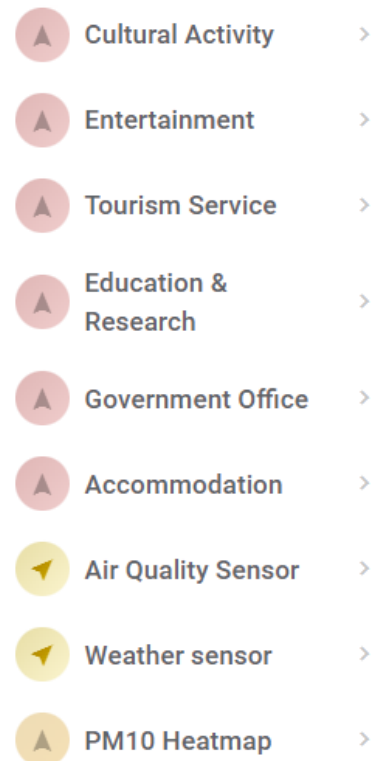 Cultural Activity
Entertainment
Tourism Service
Education &
Research
Government Office
Accommodation
Air Quality Sensor
Weather sensor
PM10 Heatmap